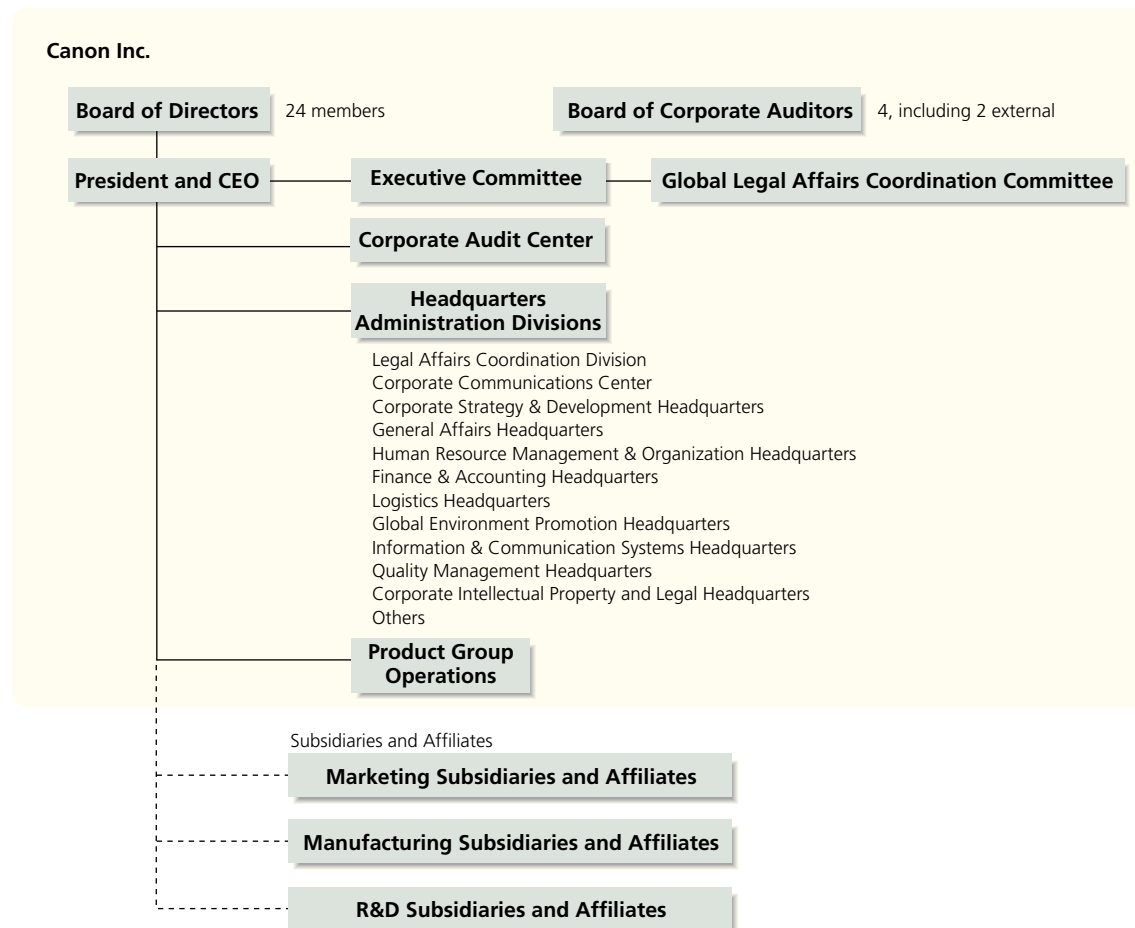 Canon Inc.
Board of Directors
24 members
Board of Corporate Auditors
4, including 2 external
President and CEO
Executive Committee
Global Legal Affairs Coordination Committee
Corporate Audit Center
Headquarters
Administration Divisions
Legal Affairs Coordination Division
Corporate Communications Center
Corporate Strategy & Development Headquarters
General Affairs Headquarters
Human Resource Management & Organization Headquarters
Finance & Accounting Headquarters
Logistics Headquarters
Global Environment Promotion Headquarters
Information & Communication Systems Headquarters
Quality Management Headquarters
Corporate Intellectual Property and Legal Headquarters
Others
Product Group
Operations
Subsidiaries and Affiliates
Marketing Subsidiaries and Affiliates
Manufacturing Subsidiaries and Affiliates
R&D Subsidiaries and Affiliates